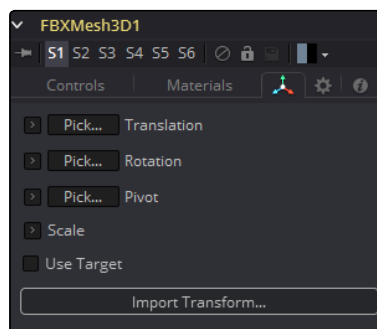 FBXMesh3D1
S1 S2 S3 S4 S5 S6
Controls Materials
Pick... Translation
Pick... Rotation
Pick... Pivot
Scale
Use Target
Import Transform...